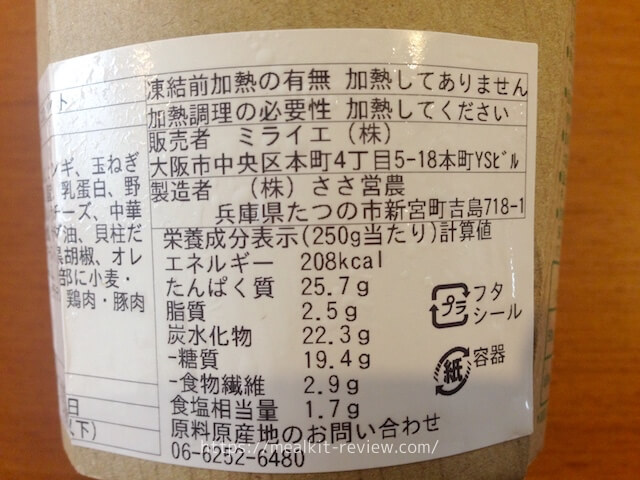 ト
ンギ、玉ねぎ
乳蛋白、野
チーズ、中華
油、貝柱だ
黒胡椒、オレ
部に小麦・
鶏肉・豚肉
日
以下)
凍結前加熱の有無 加熱してありません
加熱調理の必要性 加熱してください
販売者 ミライエ(株)
大阪市中央区本町4丁目5-18本町YSビル
製造者 (株)ささ営農
兵庫県たつの市新宮町吉島718-1
栄養成分表示(250g当たり)計算値
エネルギー 208kcal
たんぱく質 25.7g
脂質 2.5g
炭水化物 22.3g
-糖質 19.4g
-食物繊維 2.9g
食塩相当量 1.7g
原料原産地のお問い合わせ
06-6252-6480
プラ フタ
シール
紙 容器
https://mealkit-review.com/